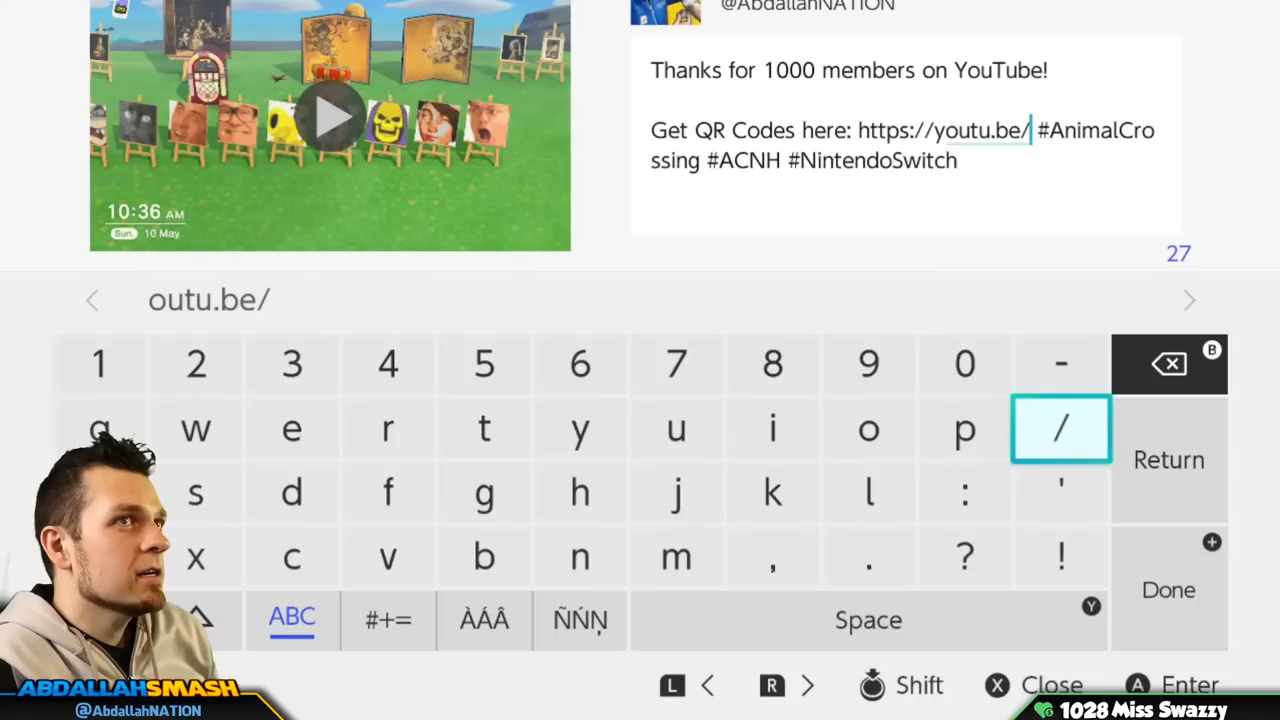 @AbdallahNATION
Thanks for 1000 members on YouTube!
Get QR Codes here: https://youtu.be/ #AnimalCro
ssing #ACNH #NintendoSwitch
10:36 AM
Sun. 10 May
27
outu.be/
1 2 3 4 5 6 7 8 9 0 - B
q w e r t y u i o p /
Return
s d f g h j k l : '
x c v b n m , . ? ! +
Done
ABC #+= ÀÁÂ ÑŃŅ Space Y
L R Shift X Close A Enter
ABDALLAHSMASH
@AbdallahNATION
1028 Miss Swazzy